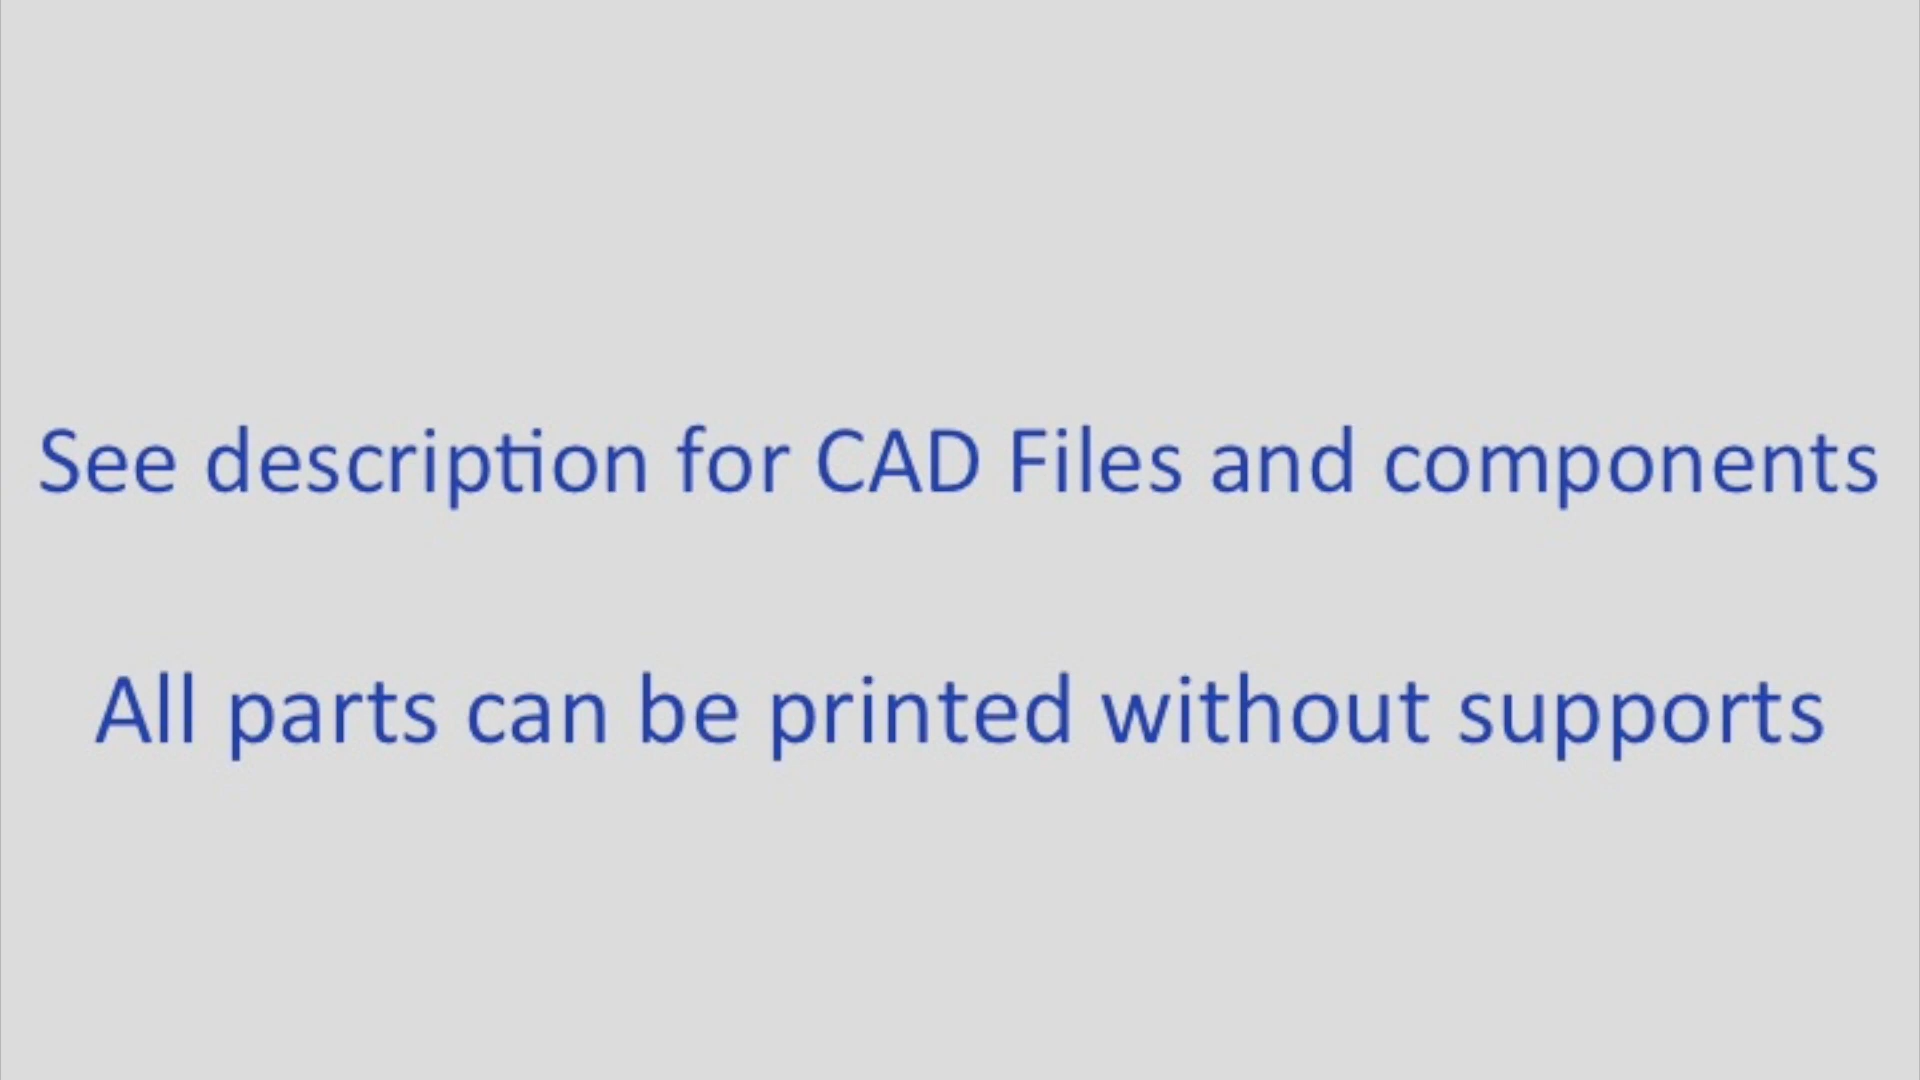 See description for CAD Files and components
All parts can be printed without supports